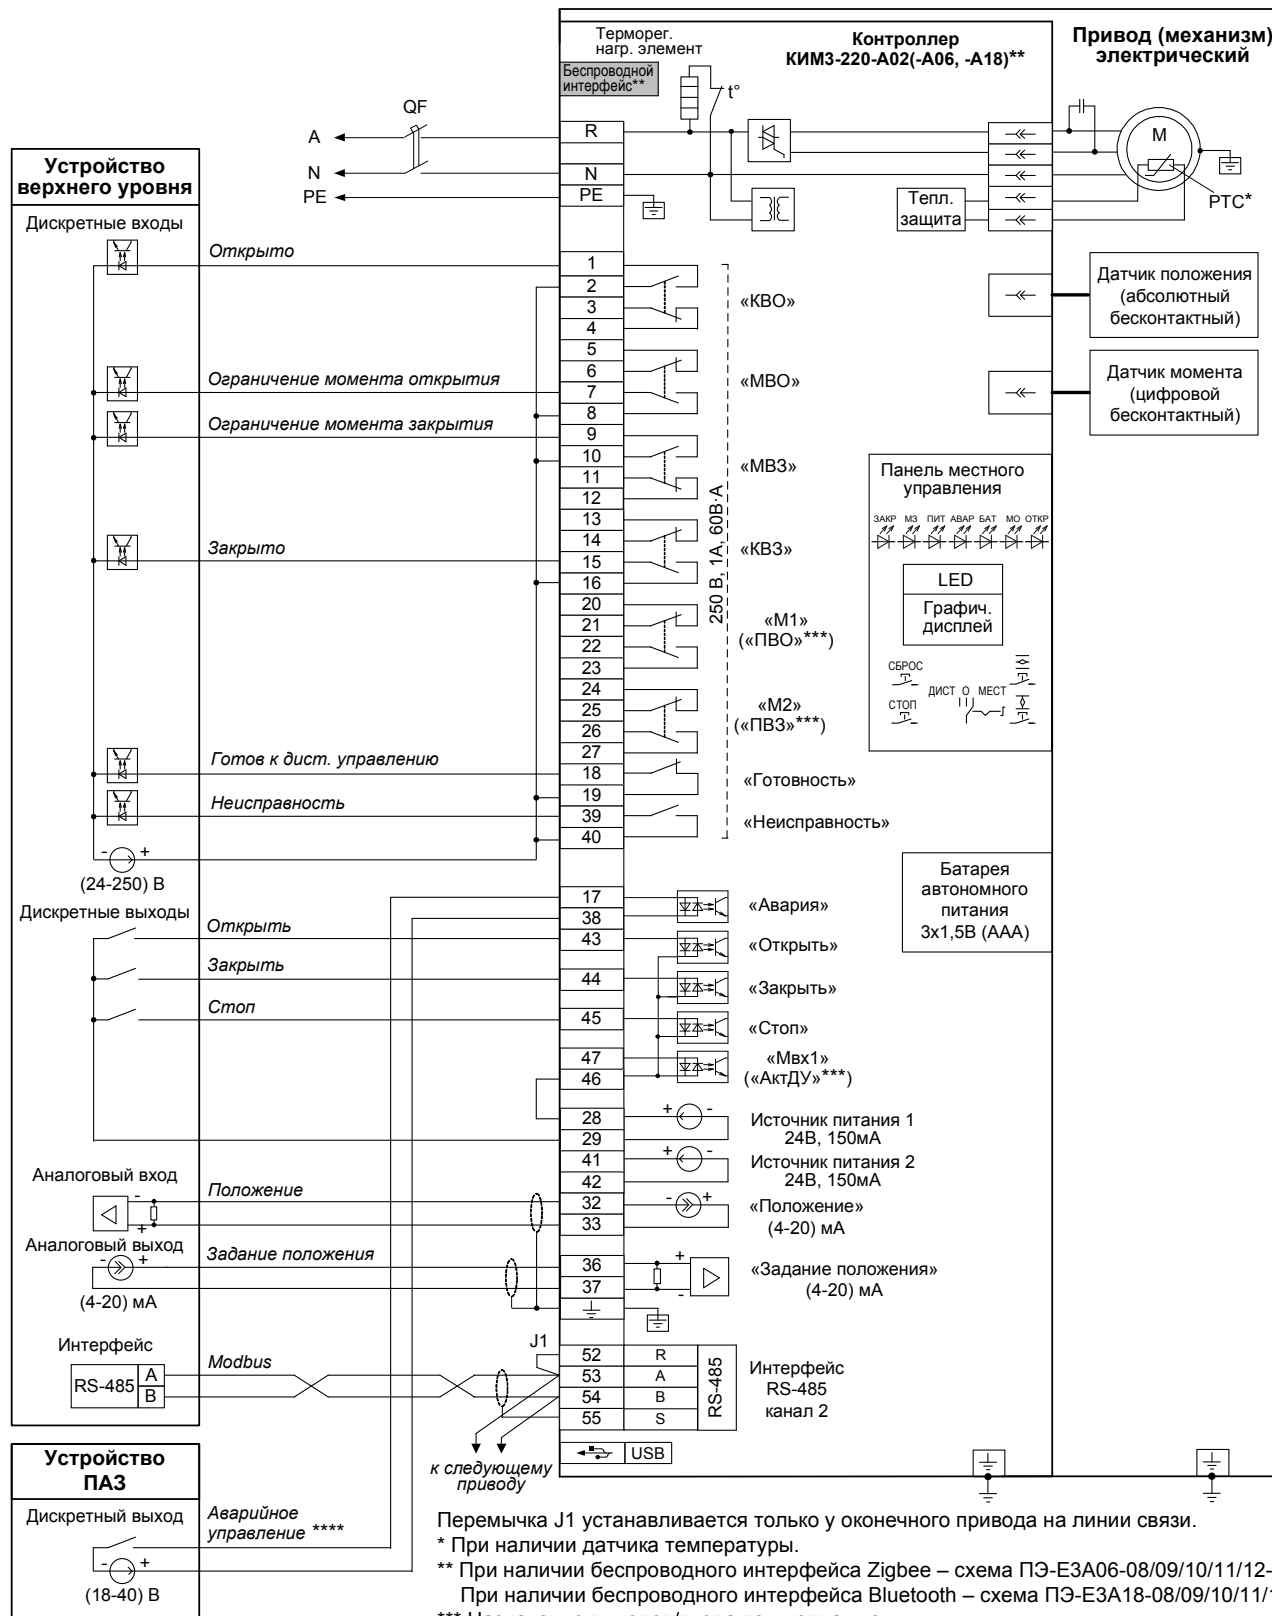 Терморег.
нагр. элемент
Беспроводной
интерфейс**
Контроллер
КИМ3-220-А02(-А06, -А18)**
Привод (механизм)
электрический
QF
A
N
PE
R
N
PE
t°
M
PTC*
Тепл.
защита
Устройство
верхнего уровня
Дискретные входы
Открыто
Ограничение момента открытия
Ограничение момента закрытия
Закрыто
Готов к дист. управлению
Неисправность
- +
(24-250) В
1
2
3
4
«КВО»
5
6
7
8
«МВО»
9
10
11
12
«МВЗ»
13
14
15
16
«КВЗ»
20
21
22
23
«М1»
(«ПВО»***)
24
25
26
27
«М2»
(«ПВЗ»***)
18
19
«Готовность»
39
40
«Неисправность»
250 В, 1А, 60В·А
Датчик положения
(абсолютный
бесконтактный)
Датчик момента
(цифровой
бесконтактный)
Панель местного
управления
ЗАКР МЗ ПИТ АВАР БАТ МО ОТКР
LED
Графич.
дисплей
СБРОС
СТОП
ДИСТ О МЕСТ
Батарея
автономного
питания
3х1,5В (ААА)
Дискретные выходы
Открыть
Закрыть
Стоп
17
38
«Авария»
43
«Открыть»
44
«Закрыть»
45
«Стоп»
47
46
«Мвх1»
(«АктДУ»***)
28
29
+ -
Источник питания 1
24В, 150мА
41
42
+ -
Источник питания 2
24В, 150мА
Аналоговый вход
-
+
Положение
32
33
- +
«Положение»
(4-20) мА
Аналоговый выход
- +
(4-20) мА
Задание положения
36
37
+
-
«Задание положения»
(4-20) мА
Интерфейс
RS-485
A
B
Modbus
J1
52 R
53 A
54 B
55 S
RS-485
Интерфейс
RS-485
канал 2
USB
к следующему
приводу
Устройство
ПАЗ
Дискретный выход
- +
(18-40) В
Аварийное
управление ****
Перемычка J1 устанавливается только у оконечного привода на линии связи.
* При наличии датчика температуры.
** При наличии беспроводного интерфейса Zigbee – схема ПЭ-Е3А06-08/09/10/11/12-
При наличии беспроводного интерфейса Bluetooth – схема ПЭ-Е3А18-08/09/10/11/